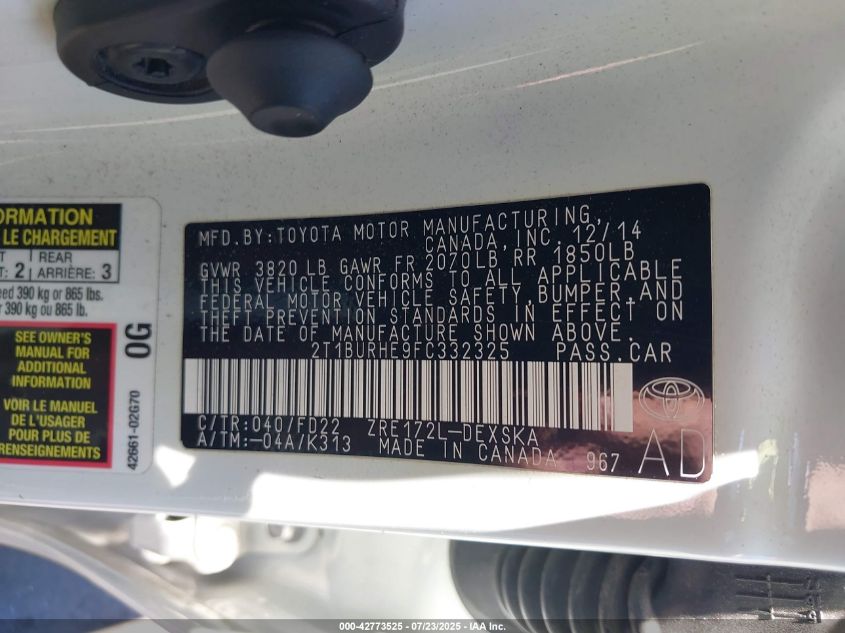 ORMATION
LE CHARGEMENT
REAR
: 2 ARRIÈRE: 3
eed 390 kg or 865 lbs.
r 390 kg ou 865 lb.
SEE OWNER'S
MANUAL FOR
ADDITIONAL
INFORMATION
VOIR LE MANUEL
DE L'USAGER
POUR PLUS DE
RENSEIGNEMENTS
0G
42661-02G70
MFD.BY:TOYOTA MOTOR MANUFACTURING,
CANADA, INC. 12/14
GVWR 3820 LB GAWR FR 2070LB RR 1850LB
THIS VEHICLE CONFORMS TO ALL APPLICABLE
FEDERAL MOTOR VEHICLE SAFETY,BUMPER,AND
THEFT PREVENTION STANDARDS IN EFFECT ON
THE DATE OF MANUFACTURE SHOWN ABOVE.
2T1BURHE9FC332325 PASS.CAR
C/TR:040/FD22 ZRE172L-DEXSKA
A/TM:-04A/K313 MADE IN CANADA 967
AD
000-42773525 - 07/23/2025 - IAA Inc.